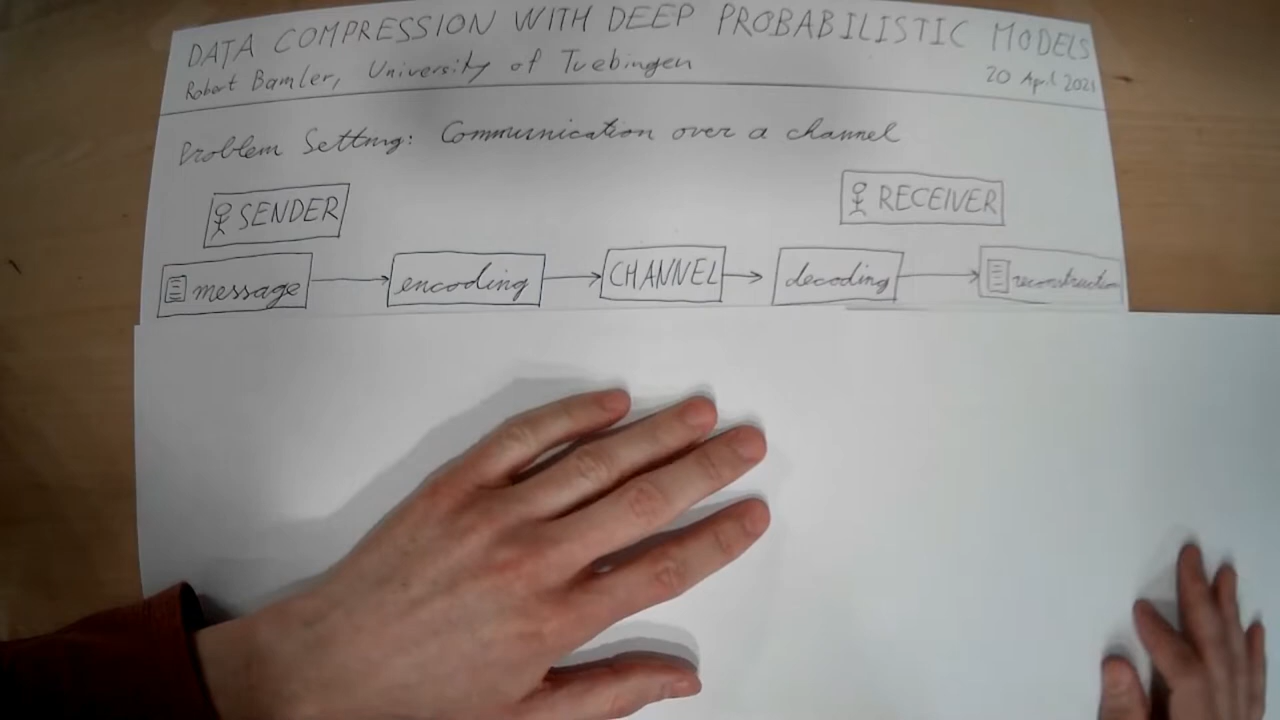 DATA COMPRESSION WITH DEEP PROBABILISTIC MODELS
Robert Bamler, University of Tuebingen
20 April 2021
Problem Setting: Communication over a channel
SENDER
RECEIVER
message
encoding
CHANNEL
decoding
reconstruction